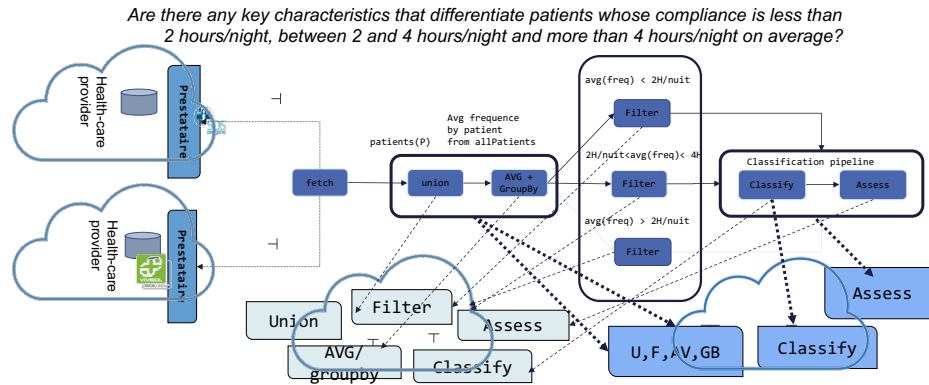 Are there any key characteristics that differentiate patients whose compliance is less than
2 hours/night, between 2 and 4 hours/night and more than 4 hours/night on average?
Health-care
provider
Prestataire
Health-care
provider
Prestataire
fetch
patients(P)
Avg frequence
by patient
from allPatients
union
AVG +
GroupBy
avg(freq) < 2H/nuit
Filter
2H/nuit<avg(freq)< 4H
Filter
avg(freq) > 2H/nuit
Filter
Classification pipeline
Classify
Assess
Union
Filter
Assess
AVG/
groupby
Classify
U,F,AV,GB
Classify
Assess